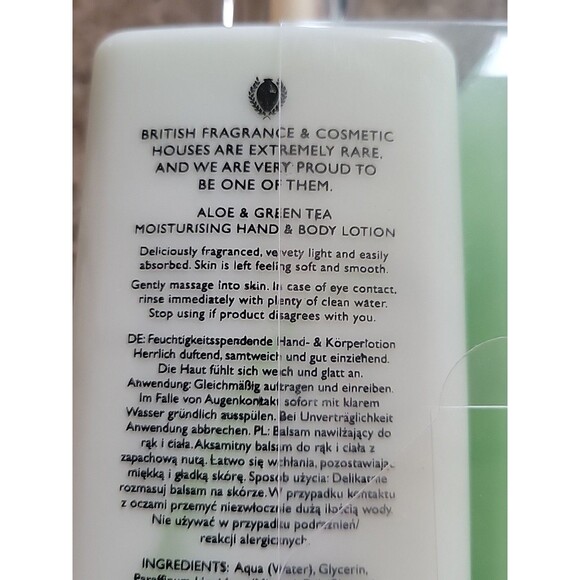 BRITISH FRAGRANCE & COSMETIC
HOUSES ARE EXTREMELY RARE,
AND WE ARE VERY PROUD TO
BE ONE OF THEM.
ALOE & GREEN TEA
MOISTURISING HAND & BODY LOTION
Deliciously fragranced, velvety light and easily
absorbed. Skin is left feeling soft and smooth.
Gently massage into skin. In case of eye contact,
rinse immediately with plenty of clean water.
Stop using if product disagrees with you.
DE: Feuchtigkeitsspendende Hand- & Körperlotion
Herrlich duftend, samtweich und gut einziehend.
Die Haut fühlt sich weich und glatt an.
Anwendung: Gleichmäßig auftragen und einreiben.
Im Falle von Augenkontakt sofort mit klarem
Wasser gründlich ausspülen. Bei Unverträglichkeit
Anwendung abbrechen. PL: Balsam nawilżający do
rąk i ciała. Aksamitny balsam do rąk i ciała z
zapachową nutą. Łatwo się wchłania, pozostawiając
miękką i gładką skórę. Sposób użycia: Delikatnie
rozmasuj balsam na skórze. W przypadku kontaktu
z oczami przemyć niezwłocznie dużą ilością wody.
Nie używać w przypadku podrażnień/
reakcji alergicznych.
INGREDIENTS: Aqua (Water), Glycerin,